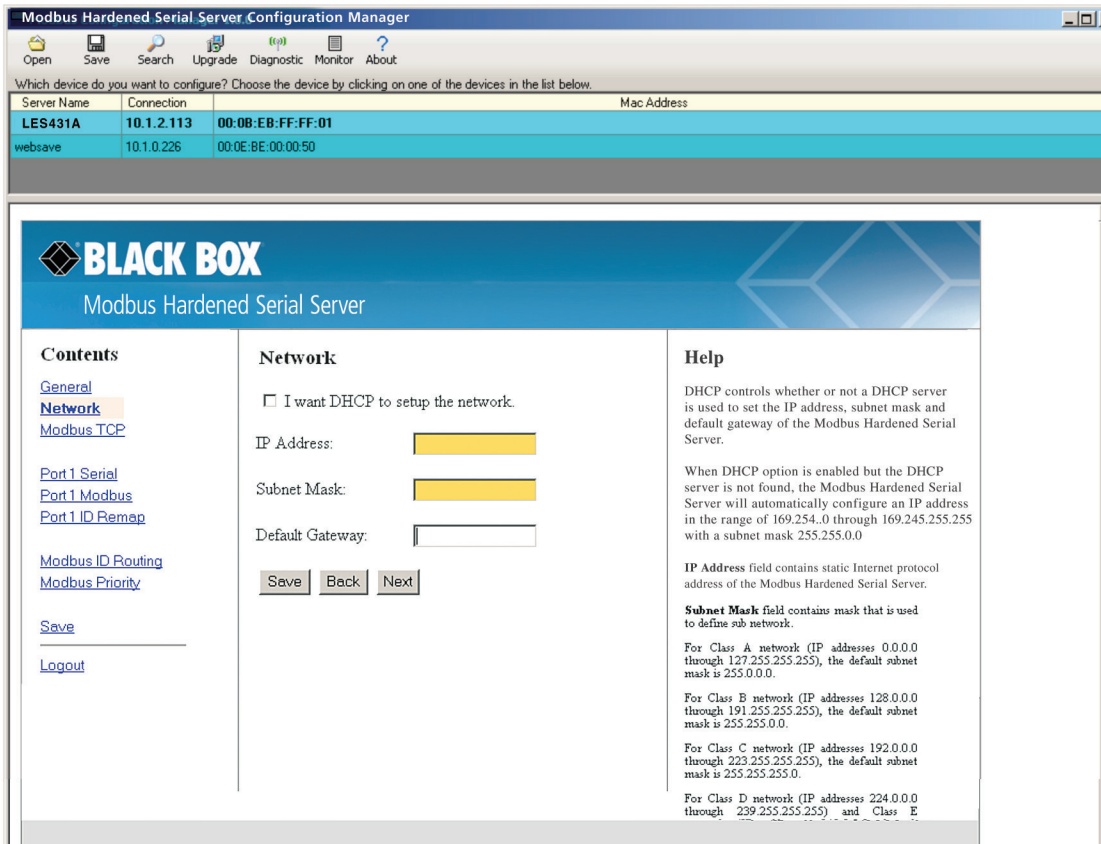 Modbus Hardened Serial Server Configuration Manager
Open Save Search Upgrade Diagnostic Monitor About
Which device do you want to configure? Choose the device by clicking on one of the devices in the list below.
Server Name Connection Mac Address
LES431A 10.1.2.113 00:0B:EB:FF:FF:01
websave 10.1.0.226 00:0E:BE:00:00:50
BLACK BOX
Modbus Hardened Serial Server
Contents
General
Network
Modbus TCP
Port 1 Serial
Port 1 Modbus
Port 1 ID Remap
Modbus ID Routing
Modbus Priority
Save
Logout
Network
I want DHCP to setup the network.
IP Address:
Subnet Mask:
Default Gateway:
Save Back Next
Help
DHCP controls whether or not a DHCP server
is used to set the IP address, subnet mask and
default gateway of the Modbus Hardened Serial
Server.
When DHCP option is enabled but the DHCP
server is not found, the Modbus Hardened Serial
Server will automatically configure an IP address
in the range of 169.254..0 through 169.245.255.255
with a subnet mask 255.255.0.0
IP Address field contains static Internet protocol
address of the Modbus Hardened Serial Server.
Subnet Mask field contains mask that is used
to define sub network.
For Class A network (IP addresses 0.0.0.0
through 127.255.255.255), the default subnet
mask is 255.0.0.0.
For Class B network (IP addresses 128.0.0.0
through 191.255.255.255), the default subnet
mask is 255.255.0.0.
For Class C network (IP addresses 192.0.0.0
through 223.255.255.255), the default subnet
mask is 255.255.255.0.
For Class D network (IP addresses 224.0.0.0
through 239.255.255.255) and Class E